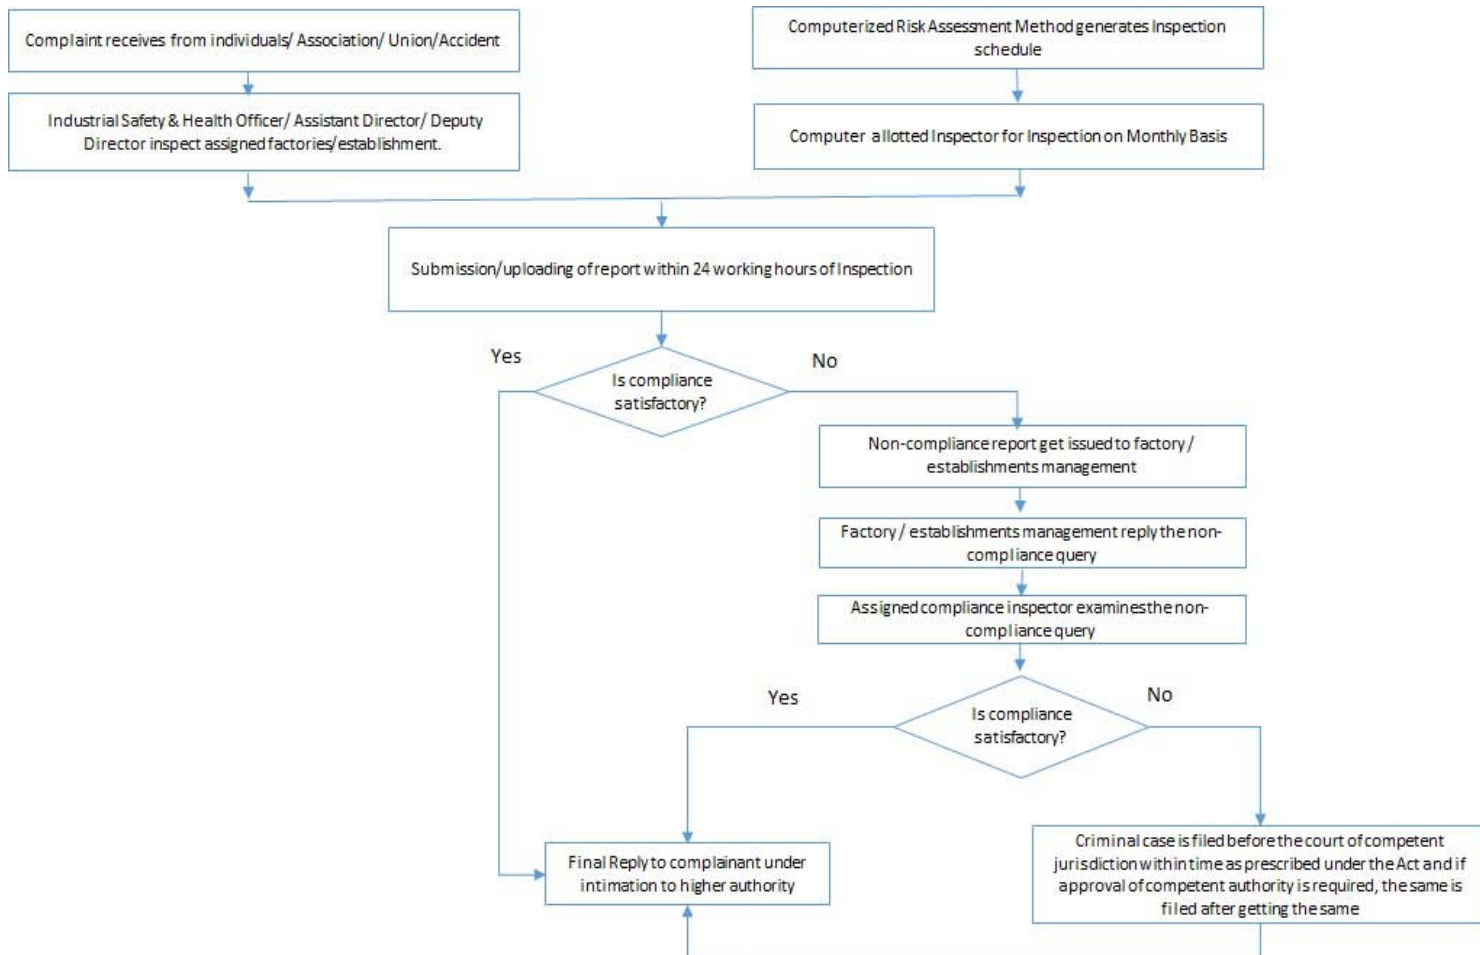 Complaint receives from individuals/ Association/ Union/Accident
Computerized Risk Assessment Method generates Inspection
schedule
Industrial Safety & Health Officer/ Assistant Director/ Deputy
Director inspect assigned factories/establishment.
Computer allotted Inspector for Inspection on Monthly Basis
Submission/uploading of report within 24 working hours of Inspection
Yes
No
Is compliance
satisfactory?
Non-compliance report get issued to factory /
establishments management
Factory / establishments management reply the non-
compliance query
Assigned compliance inspector examines the non-
compliance query
Yes
No
Is compliance
satisfactory?
Final Reply to complainant under
intimation to higher authority
Criminal case is filed before the court of competent
jurisdiction within time as prescribed under the Act and if
approval of competent authority is required, the same is
filed after getting the same